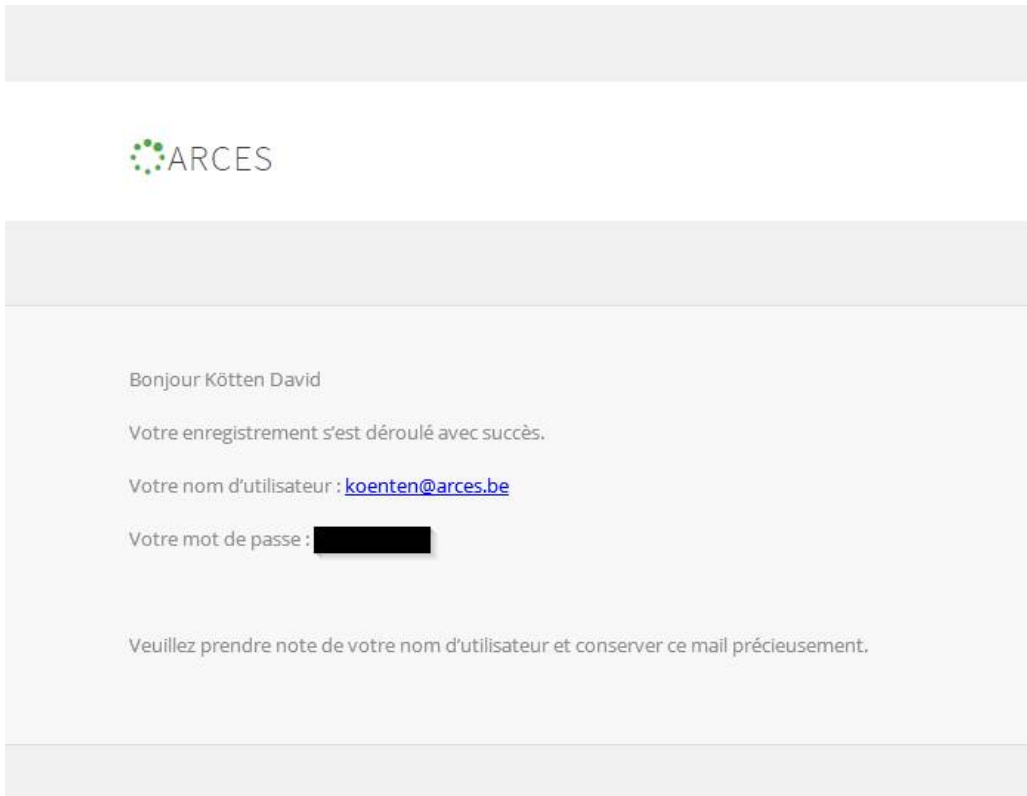 ARCES
Bonjour Kötten David
Votre enregistrement s’est déroulé avec succès.
Votre nom d’utilisateur : koenten@arces.be
Votre mot de passe :
Veuillez prendre note de votre nom d’utilisateur et conserver ce mail précieusement.